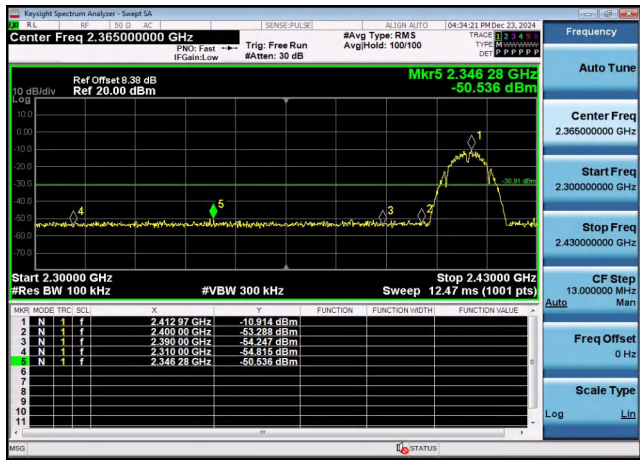 Keysight Spectrum Analyzer - Swept SA
RL RF 50 Ω AC SENSE:PULSE ALIGN AUTO 04:34:21 PM Dec 23, 2024
Center Freq 2.365000000 GHz
PNO: Fast
IFGain:Low
Trig: Free Run
#Atten: 30 dB
#Avg Type: RMS
Avg|Hold: 100/100
TRACE 1 2 3 4 5 6
TYPE M W W W W W
DET P P P P P P
Frequency
Auto Tune
Center Freq
2.365000000 GHz
Start Freq
2.300000000 GHz
Stop Freq
2.430000000 GHz
CF Step
13.000000 MHz
Auto Man
Freq Offset
0 Hz
Scale Type
Log Lin
10 dB/div
Log
Ref Offset 8.38 dB
Ref 20.00 dBm
Mkr5 2.346 28 GHz
-50.536 dBm
10.0
0.00
-10.0
-20.0
-30.0
-40.0
-50.0
-60.0
-70.0
1
-30.91 dBm
4
5
3
2
Start 2.30000 GHz
Stop 2.43000 GHz
#Res BW 100 kHz
#VBW 300 kHz
Sweep 12.47 ms (1001 pts)
MKR MODE TRC SCL X Y FUNCTION FUNCTION WIDTH FUNCTION VALUE
1 N 1 f 2.412 97 GHz -10.914 dBm
2 N 1 f 2.400 00 GHz -53.288 dBm
3 N 1 f 2.390 00 GHz -54.247 dBm
4 N 1 f 2.310 00 GHz -54.815 dBm
5 N 1 f 2.346 28 GHz -50.536 dBm
6
7
8
9
10
11
MSG
STATUS